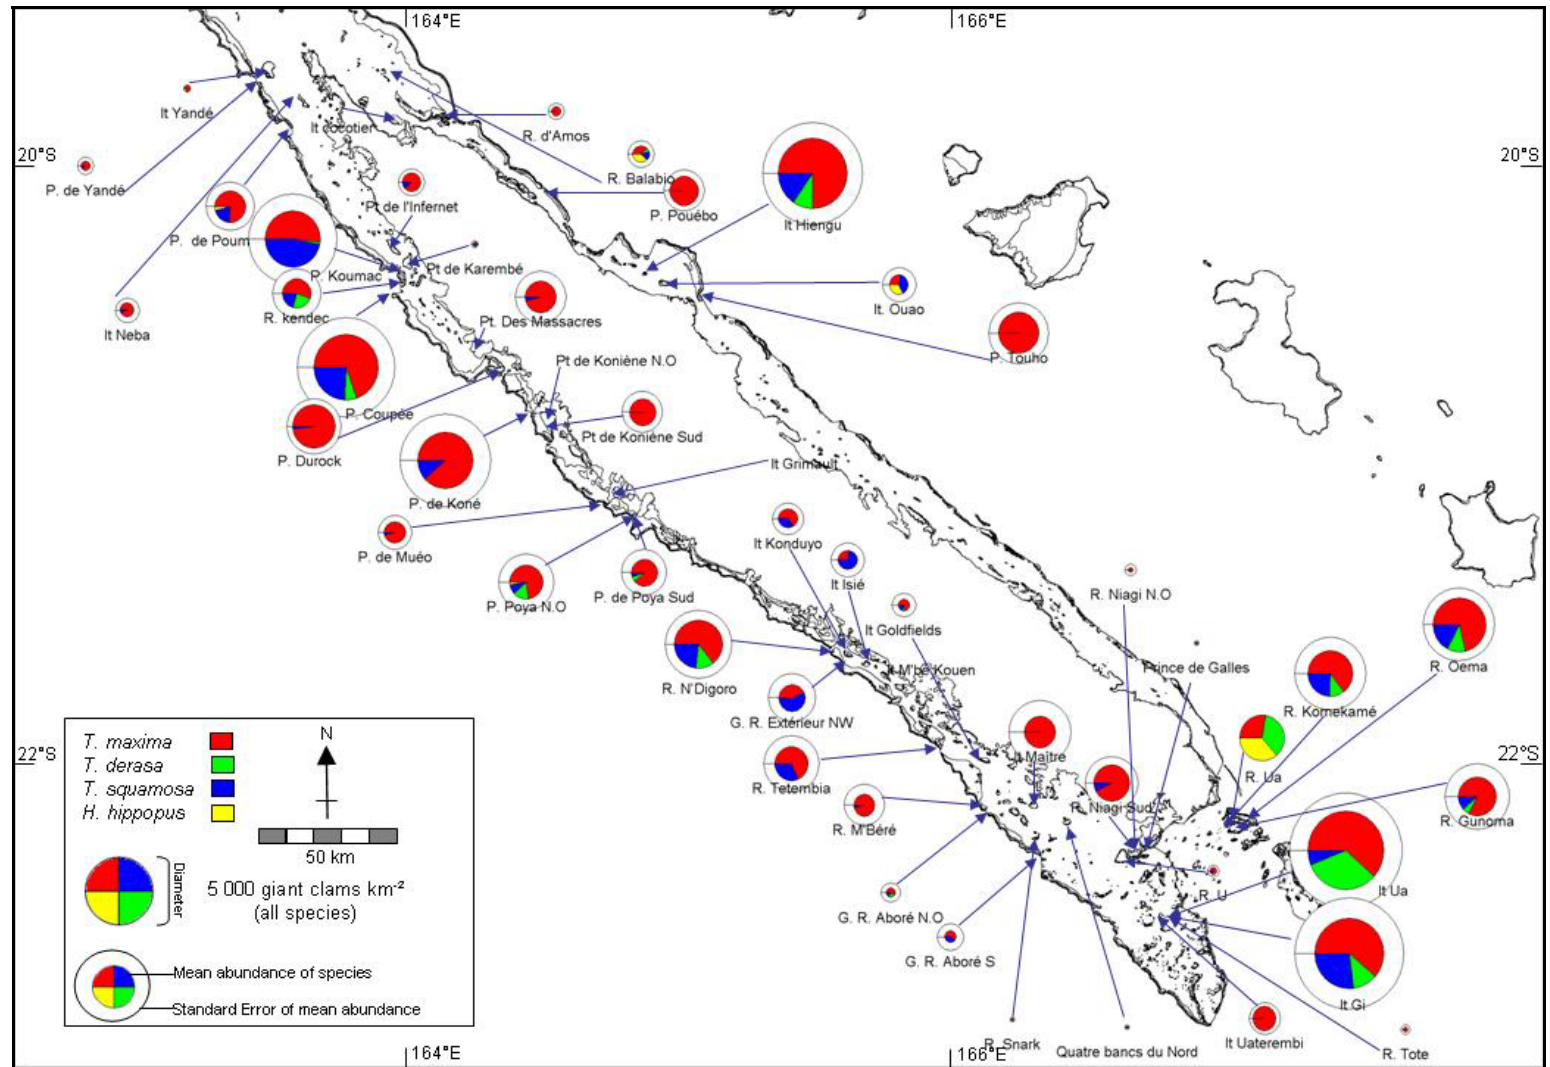 164°E
166°E
It Yandé
It cocotier
R. d'Amos
20°S
20°S
P. de Yandé
R. Balabio
Pt de l'Infernet
P. Pouébo
It Hiengu
P. de Poum
P. Koumac
Pt de Karembé
R. kendec
It. Ouao
It Neba
Pt. Des Massacres
P. Touho
Pt de Koniène N.O
P. Coupée
Pt de Koniène Sud
P. Durock
It Grimault
P. de Koné
It Konduyo
P. de Muéo
It Isié
R. Niagi N.O
P. Poya N.O
P. de Poya Sud
It Goldfields
Prince de Galles
R. Oema
It M'bé Kouen
R. N'Digoro
R. Komekamé
G. R. Extérieur NW
22°S
22°S
It Maître
R. Ua
R. Tetembia
R. Niagi Sud
R. M'Béré
R. Gunoma
It Ua
R. U
G. R. Aboré N.O
G. R. Aboré S
It Gi
R. Snark
Quatre bancs du Nord
It Uaterembi
R. Tote
T. maxima
T. derasa
T. squamosa
H. hippopus
N
50 km
Diameter
5 000 giant clams km⁻²
(all species)
Mean abundance of species
Standard Error of mean abundance
164°E
166°E